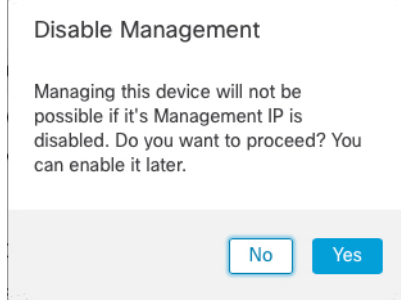 Disable Management
Managing this device will not be
possible if it's Management IP is
disabled. Do you want to proceed? You
can enable it later.
No
Yes